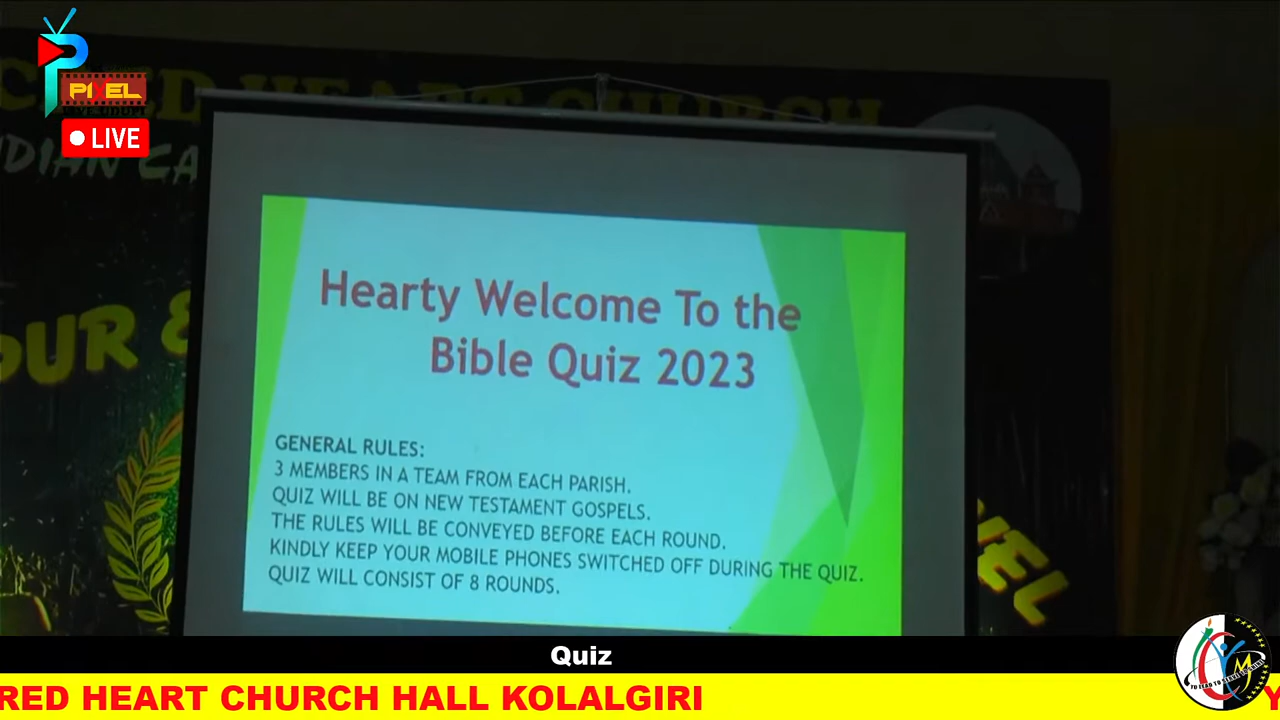 PIXEL
LIVE
HEART CHURCH
Hearty Welcome To the
Bible Quiz 2023
GENERAL RULES:
3 MEMBERS IN A TEAM FROM EACH PARISH.
QUIZ WILL BE ON NEW TESTAMENT GOSPELS.
THE RULES WILL BE CONVEYED BEFORE EACH ROUND.
KINDLY KEEP YOUR MOBILE PHONES SWITCHED OFF DURING THE QUIZ.
QUIZ WILL CONSIST OF 8 ROUNDS.
Quiz
RED HEART CHURCH HALL KOLALGIRI